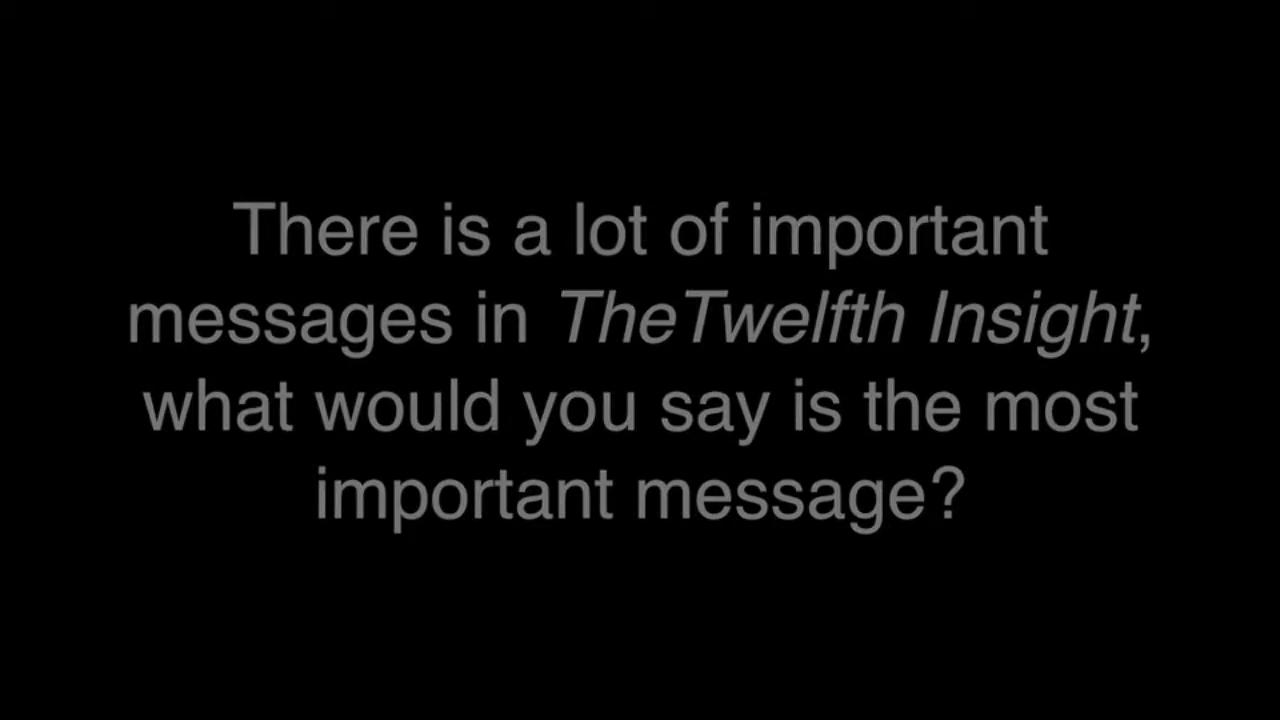 There is a lot of important
messages in TheTwelfth Insight,
what would you say is the most
important message?